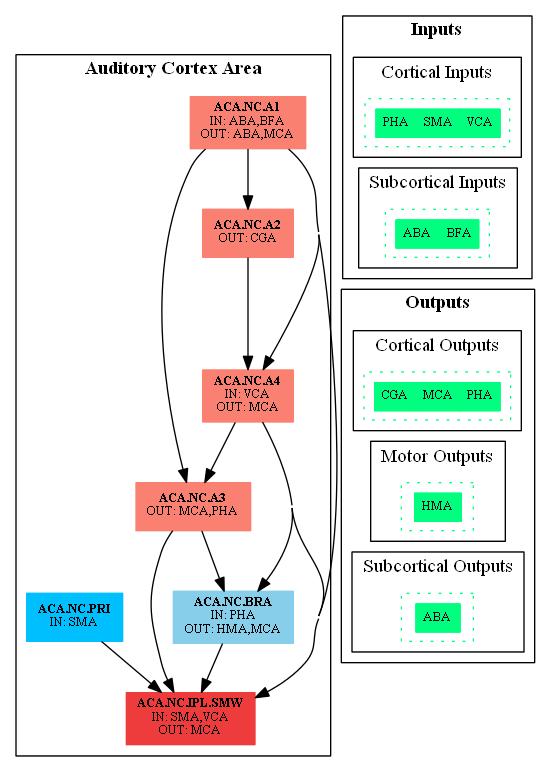 Auditory Cortex Area
ACA.NC.A1
IN: ABA,BFA
OUT: ABA,MCA
ACA.NC.A2
OUT: CGA
ACA.NC.A4
IN: VCA
OUT: MCA
ACA.NC.A3
OUT: MCA,PHA
ACA.NC.PRI
IN: SMA
ACA.NC.BRA
IN: PHA
OUT: HMA,MCA
ACA.NC.IPL.SMW
IN: SMA,VCA
OUT: MCA
Inputs
Cortical Inputs
PHA SMA VCA
Subcortical Inputs
ABA BFA
Outputs
Cortical Outputs
CGA MCA PHA
Motor Outputs
HMA
Subcortical Outputs
ABA